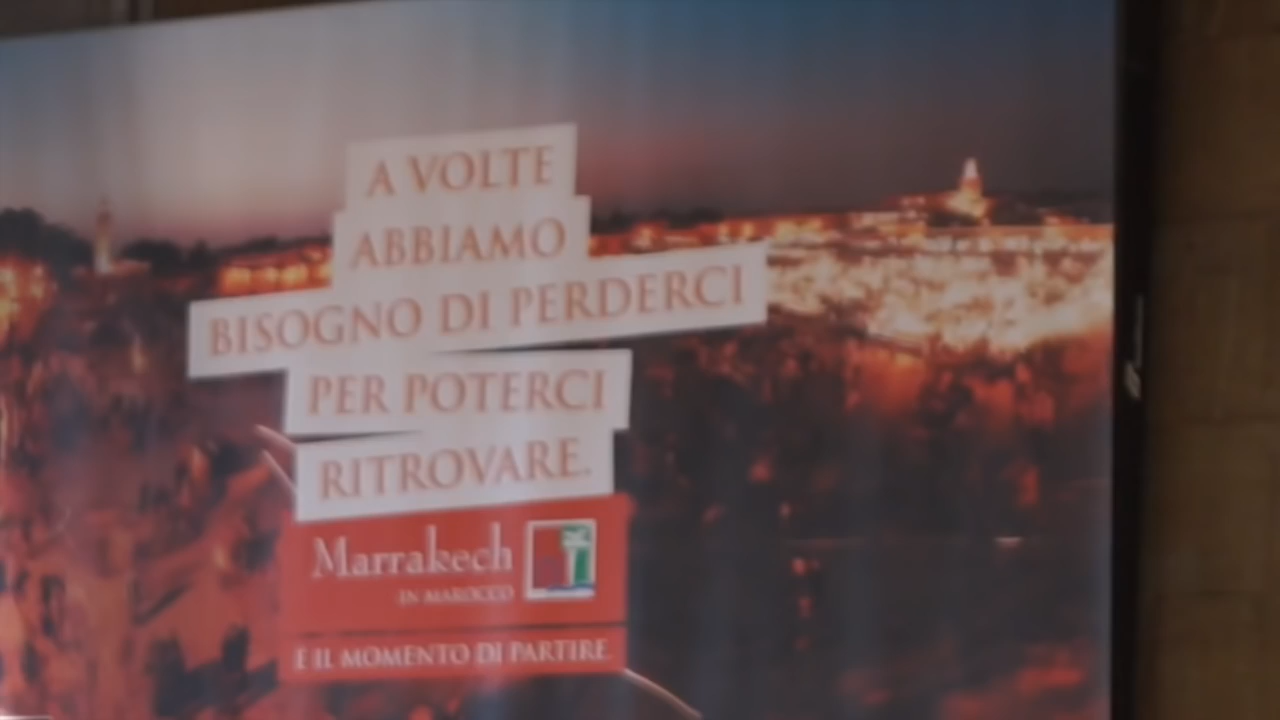 A VOLTE
ABBIAMO
BISOGNO DI PERDERCI
PER POTERCI
RITROVARE.
Marrakech
IN MAROCCO
E IL MOMENTO DI PARTIRE.